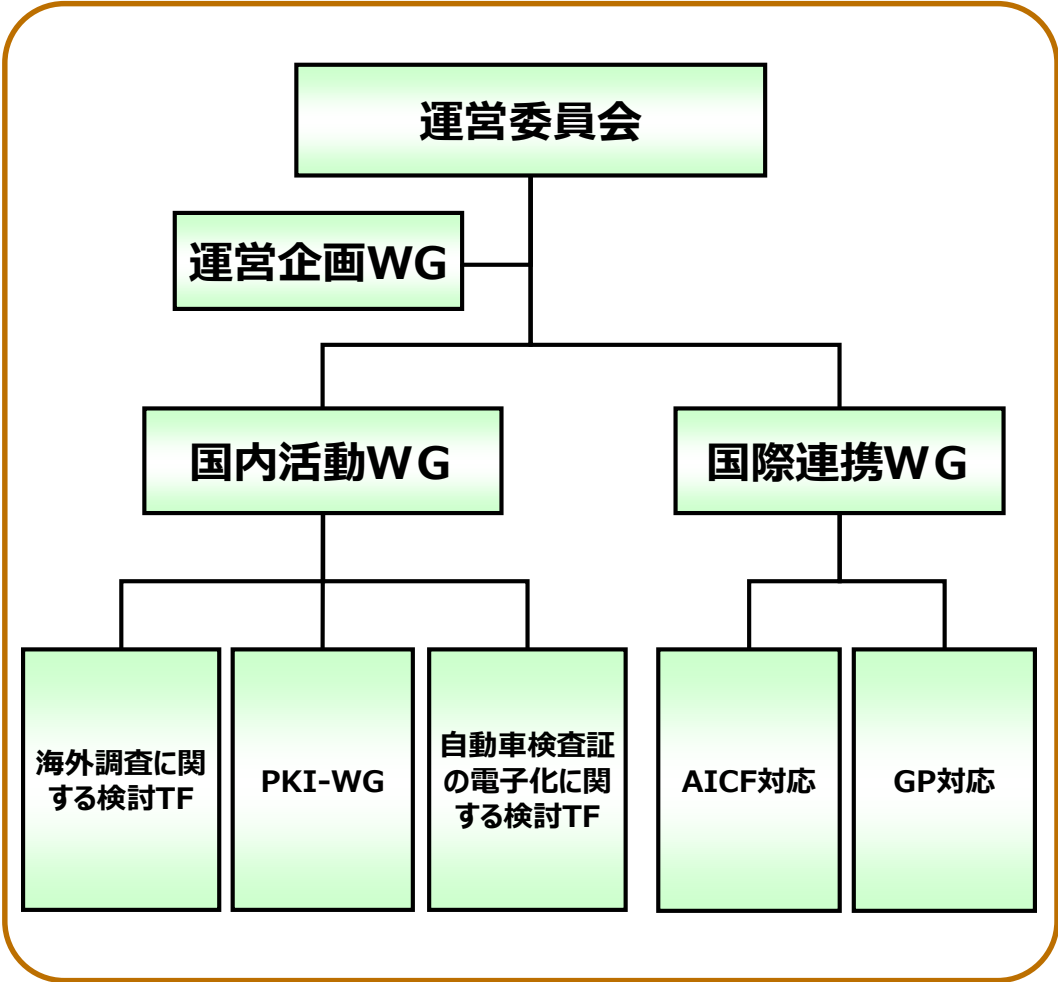 運営委員会
運営企画WG
国内活動WG
国際連携WG
海外調査に関
する検討TF
PKI-WG
自動車検査証
の電子化に関
する検討TF
AICF対応
GP対応